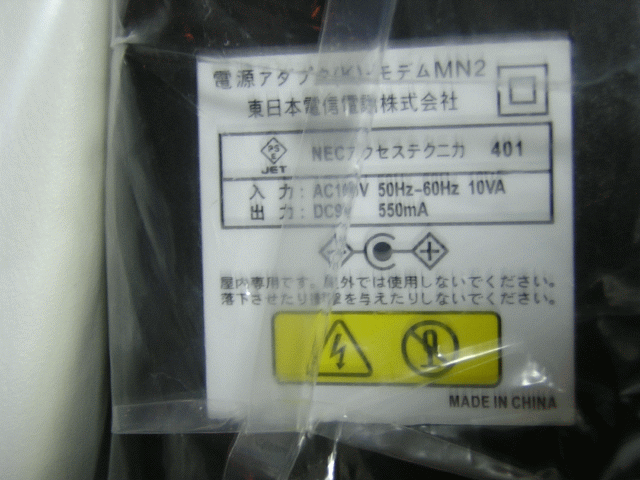 電源アダプタ(K)-モデムMN2
東日本電信電話株式会社
PS
E
JET
NECアクセステクニカ 401
入 力 : AC100V 50Hz-60Hz 10VA
出 力 : DC9V 550mA
屋内専用です。屋外では使用しないでください。
落下させたり衝撃を与えたりしないでください。
MADE IN CHINA